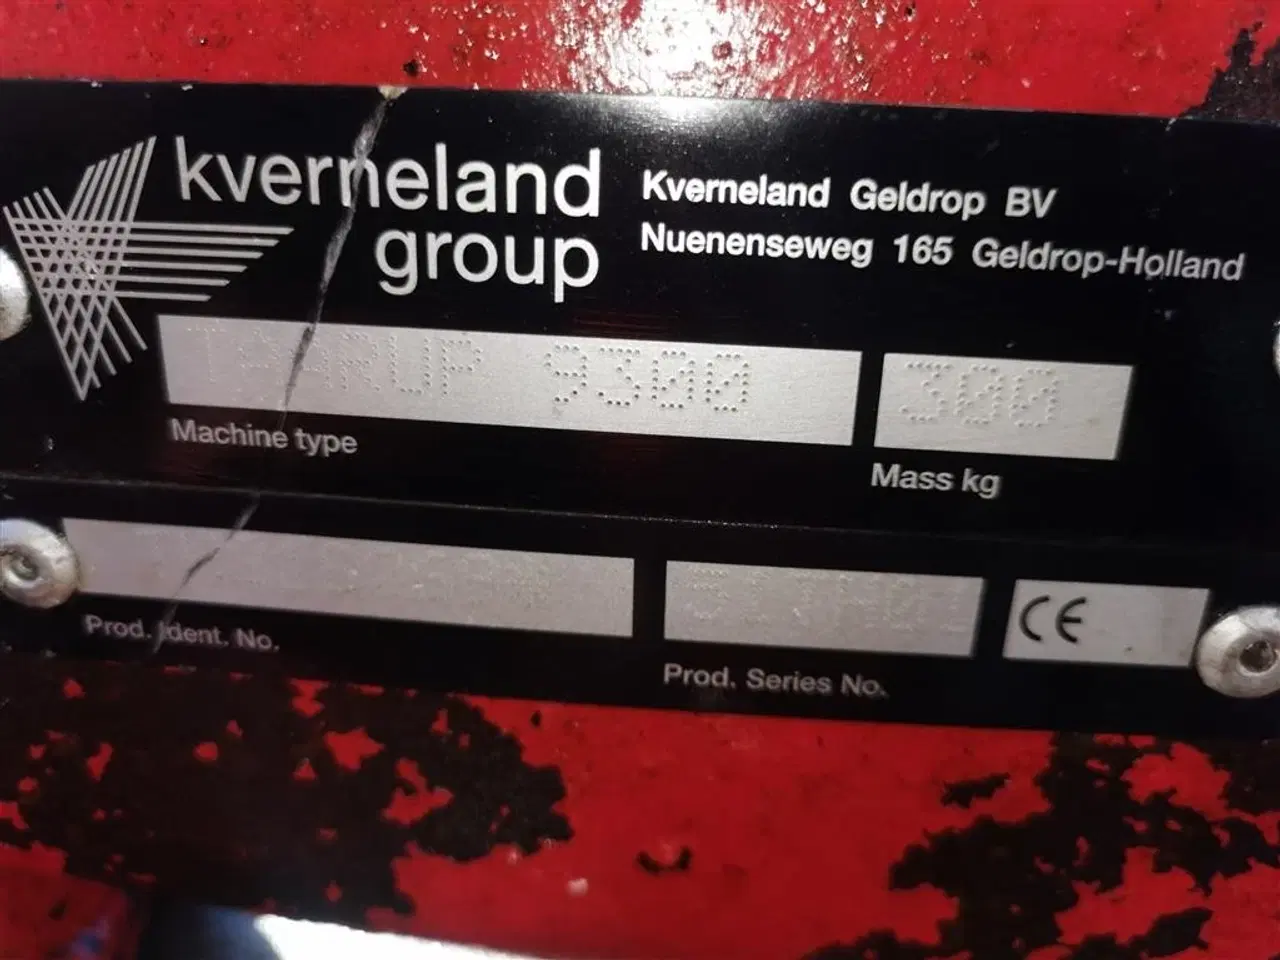 kverneland
group
Kverneland Geldrop BV
Nuenenseweg 165 Geldrop-Holland
TAARUP 9300
300
Machine type
Mass kg
CE
Prod. Ident. No.
Prod. Series No.